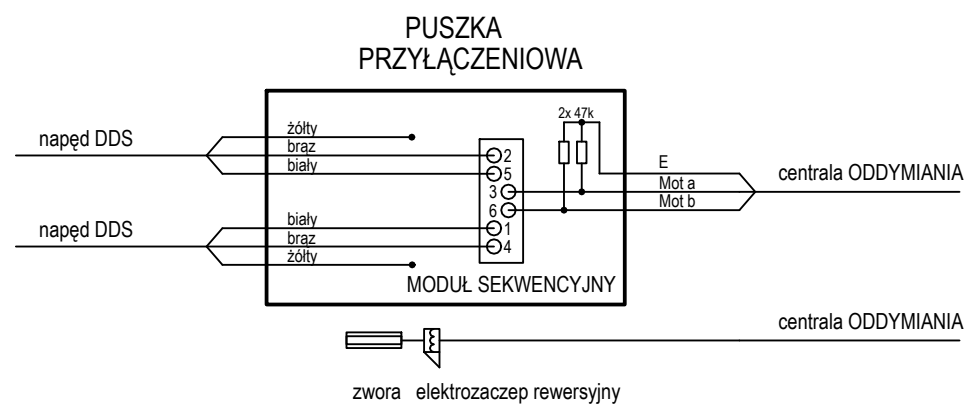 PUSZKA
PRZYŁĄCZENIOWA
2x 47k
napęd DDS
żółty
brąz
biały
2
5
3
6
1
4
E
Mot a
Mot b
centrala ODDYMIANIA
napęd DDS
biały
brąz
żółty
MODUŁ SEKWENCYJNY
centrala ODDYMIANIA
zwora elektrozaczep rewersyjny